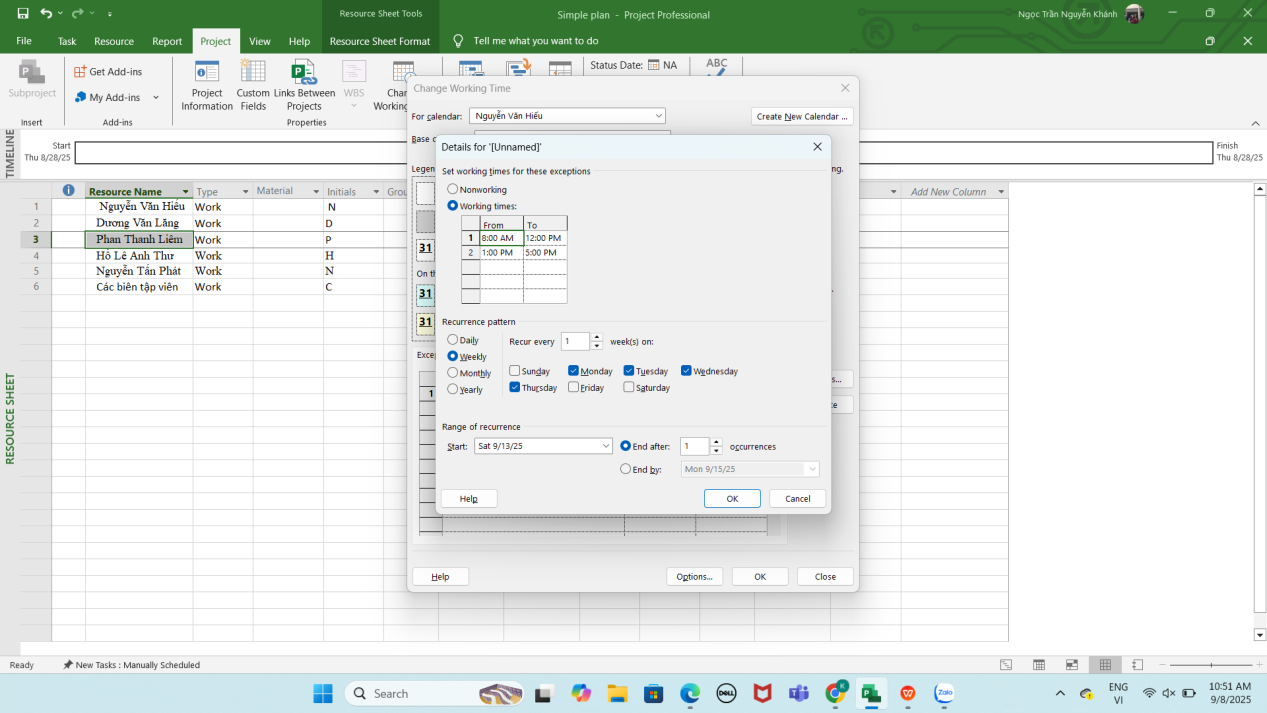 Resource Sheet Tools
Simple plan - Project Professional
Ngọc Trần Nguyên Khánh
File Task Resource Report Project View Help Resource Sheet Format Tell me what you want to do
Subproject
Insert
Get Add-ins
My Add-ins
Add-ins
Project Information
Custom Fields
Links Between Projects
WBS
Properties
Status Date: NA
ABC
TIMELINE
Start
Thu 8/28/25
Finish
Thu 8/28/25
Change Working Time
For calendar: Nguyễn Văn Hiếu
Create New Calendar ...
Details for '[Unnamed]'
Set working times for these exceptions
Nonworking
Working times:
From To
1 8:00 AM 12:00 PM
2 1:00 PM 5:00 PM
Recurrence pattern
Daily
Weekly
Monthly
Yearly
Recur every 1 week(s) on:
Sunday Monday Tuesday Wednesday
Thursday Friday Saturday
Range of recurrence
Start: Sat 9/13/25 End after: 1 occurrences
End by: Mon 9/15/25
Help OK Cancel
31
31
31
1
Help Options... OK Close
Resource Name Type Material Initials Add New Column
1 Nguyễn Văn Hiếu Work N
2 Dương Văn Lăng Work D
3 Phan Thanh Liêm Work P
4 Hồ Lê Anh Thư Work H
5 Nguyễn Tấn Phát Work N
6 Các biên tập viên Work C
RESOURCE SHEET
Ready New Tasks : Manually Scheduled
Search
DELL
Zalo
ENG
VI
10:51 AM
9/8/2025